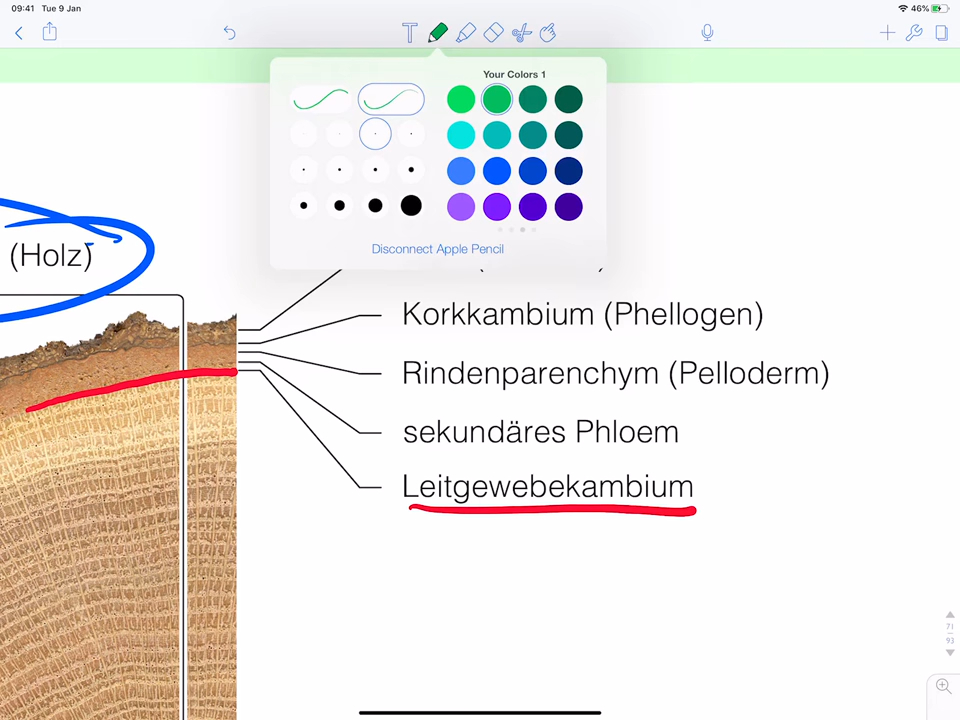 09:41 Tue 9 Jan
46%
T
Your Colors 1
Disconnect Apple Pencil
(Holz)
Korkkambium (Phellogen)
Rindenparenchym (Pelloderm)
sekundäres Phloem
Leitgewebekambium
71
93